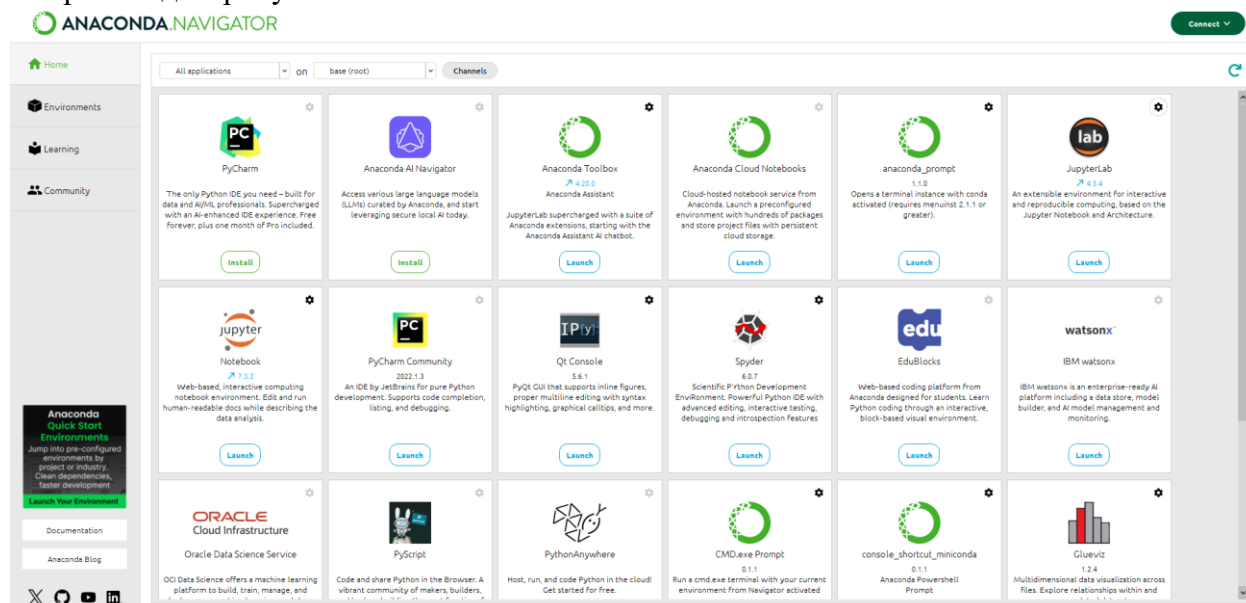 ANACONDA.NAVIGATOR
Connect
Home
Environments
Learning
Community
All applications
on
base (root)
Channels
PC
PyCharm
The only Python IDE you need – built for
data and AI/ML professionals. Supercharged
with an AI-enhanced IDE experience. Free
forever, plus one month of Pro included.
Install
Anaconda AI Navigator
Access various large language models
(LLMs) curated by Anaconda, and start
leveraging secure local AI today.
Install
Anaconda Toolbox
4.20.0
Anaconda Assistant
JupyterLab supercharged with a suite of
Anaconda extensions, starting with the
Anaconda Assistant AI chatbot.
Launch
Anaconda Cloud Notebooks
Cloud-hosted notebook service from
Anaconda. Launch a preconfigured
environment with hundreds of packages
and store project files with persistent
cloud storage.
Launch
anaconda_prompt
1.1.0
Opens a terminal instance with conda
activated (requires menuinst 2.1.1 or
greater).
Launch
lab
JupyterLab
4.3.4
An extensible environment for interactive
and reproducible computing, based on the
Jupyter Notebook and Architecture.
Launch
jupyter
Notebook
7.3.2
Web-based, interactive computing
notebook environment. Edit and run
human-readable docs while describing the
data analysis.
Launch
PC
PyCharm Community
2022.1.3
An IDE by JetBrains for pure Python
development. Supports code completion,
listing, and debugging.
Launch
IP[y]:
Qt Console
5.6.1
PyQt GUI that supports inline figures,
proper multiline editing with syntax
highlighting, graphical calltips, and more.
Launch
Spyder
6.0.7
Scientific PYthon Development
EnviRonment. Powerful Python IDE with
advanced editing, interactive testing,
debugging and introspection features
Launch
edu
EduBlocks
Web-based coding platform from
Anaconda designed for students. Learn
Python coding through an interactive,
block-based visual environment.
Launch
watsonx
IBM watsonx
IBM watsonx is an enterprise-ready AI
platform including a data store, model
builder, and AI model management and
monitoring.
Launch
ORACLE
Cloud Infrastructure
Oracle Data Science Service
OCI Data Science offers a machine learning
platform to build, train, manage, and
PyScript
Code and share Python in the Browser. A
vibrant community of makers, builders,
PythonAnywhere
Host, run, and code Python in the cloud!
Get started for free.
CMD.exe Prompt
0.1.1
Run a cmd.exe terminal with your current
environment from Navigator activated
console_shortcut_miniconda
0.1.1
Anaconda Powershell
Prompt
Glueviz
1.2.4
Multidimensional data visualization across
files. Explore relationships within and
Anaconda
Quick Start
Environments
Jump into pre-configured
environments by
project or industry.
Clean dependencies,
faster development
Launch Your Environment
Documentation
Anaconda Blog